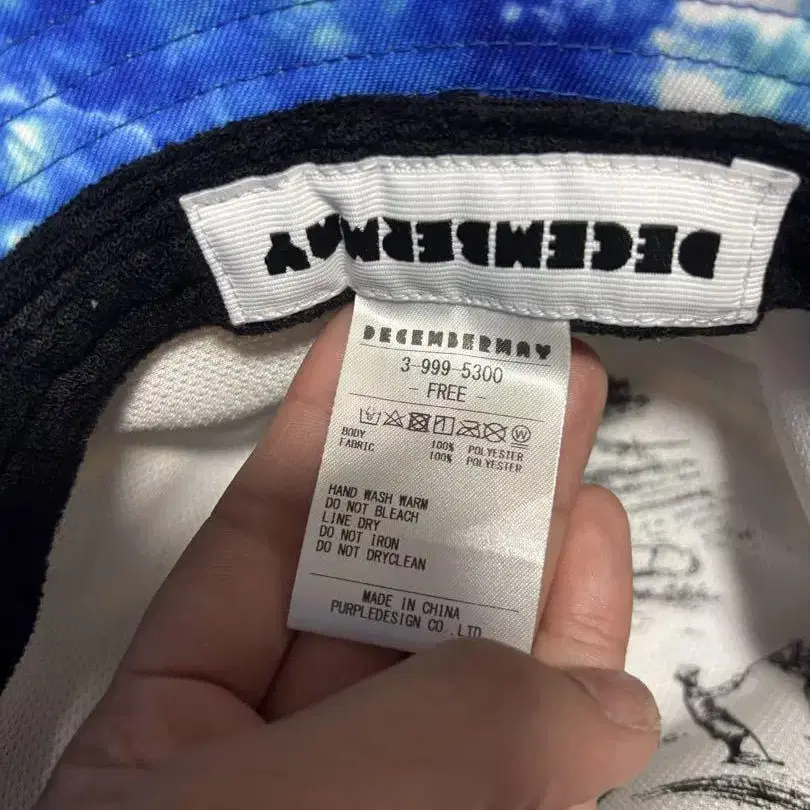 DECEMBERMAY
DECEMBERMAY
3-999-5300
- FREE -
BODY 100% POLYESTER
FABRIC 100% POLYESTER
HAND WASH WARM
DO NOT BLEACH
LINE DRY
DO NOT IRON
DO NOT DRYCLEAN
MADE IN CHINA
PURPLEDESIGN CO.,LTD